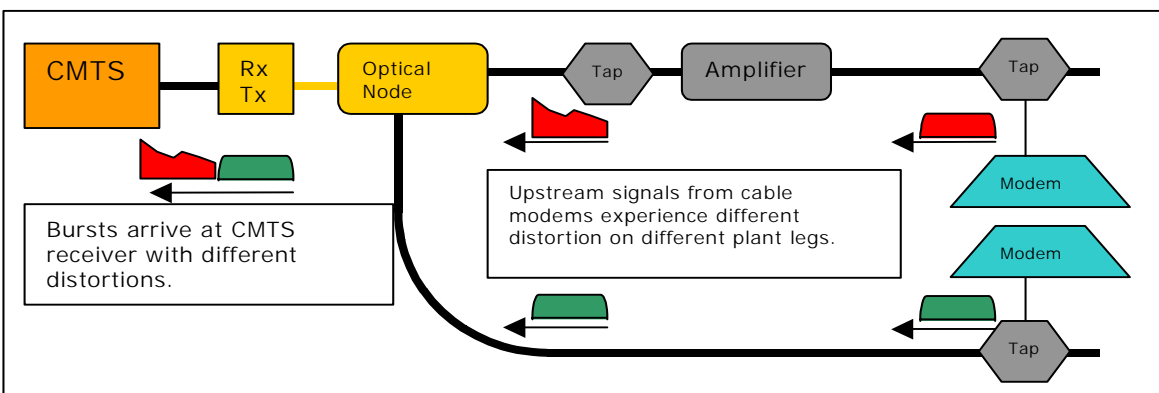 CMTS
Rx
Tx
Optical
Node
Tap
Amplifier
Tap
Modem
Upstream signals from cable
modems experience different
distortion on different plant legs.
Bursts arrive at CMTS
receiver with different
distortions.
Modem
Tap